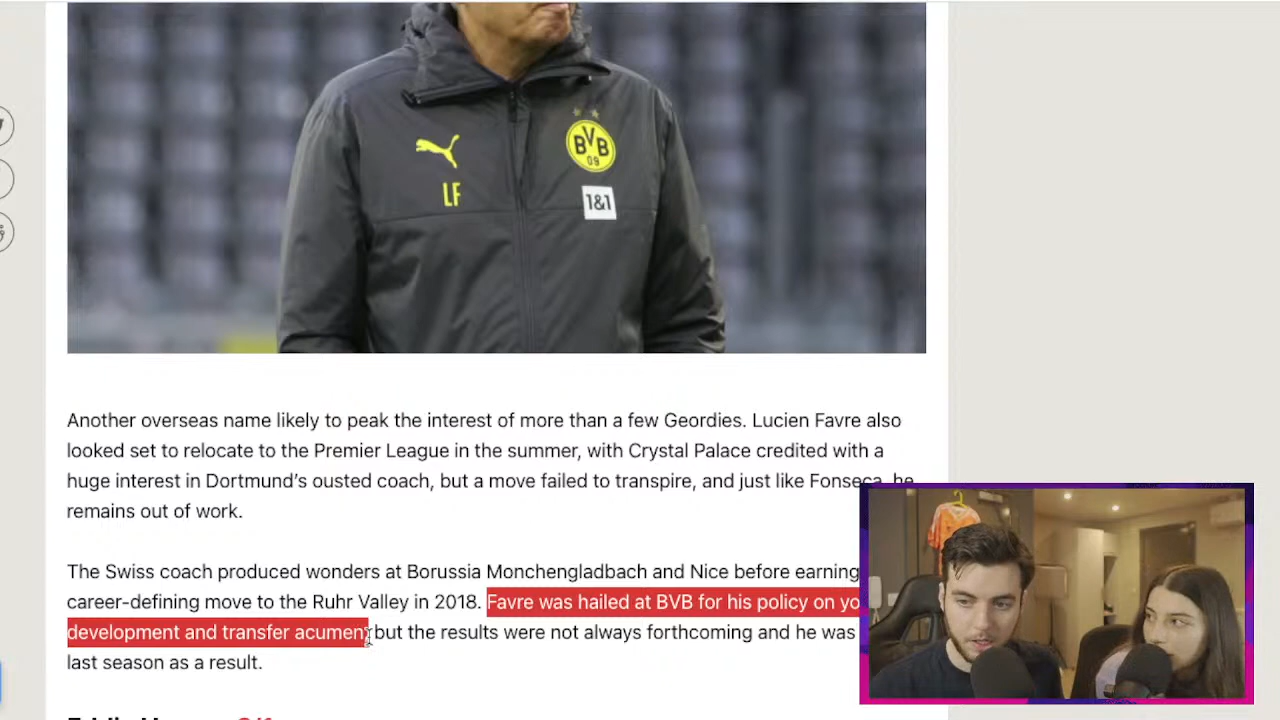 BVB
09
LF
1&1
Another overseas name likely to peak the interest of more than a few Geordies. Lucien Favre also
looked set to relocate to the Premier League in the summer, with Crystal Palace credited with a
huge interest in Dortmund’s ousted coach, but a move failed to transpire, and just like Fonseca, he
remains out of work.
The Swiss coach produced wonders at Borussia Monchengladbach and Nice before earning
career-defining move to the Ruhr Valley in 2018. Favre was hailed at BVB for his policy on yo
development and transfer acumen but the results were not always forthcoming and he was
last season as a result.